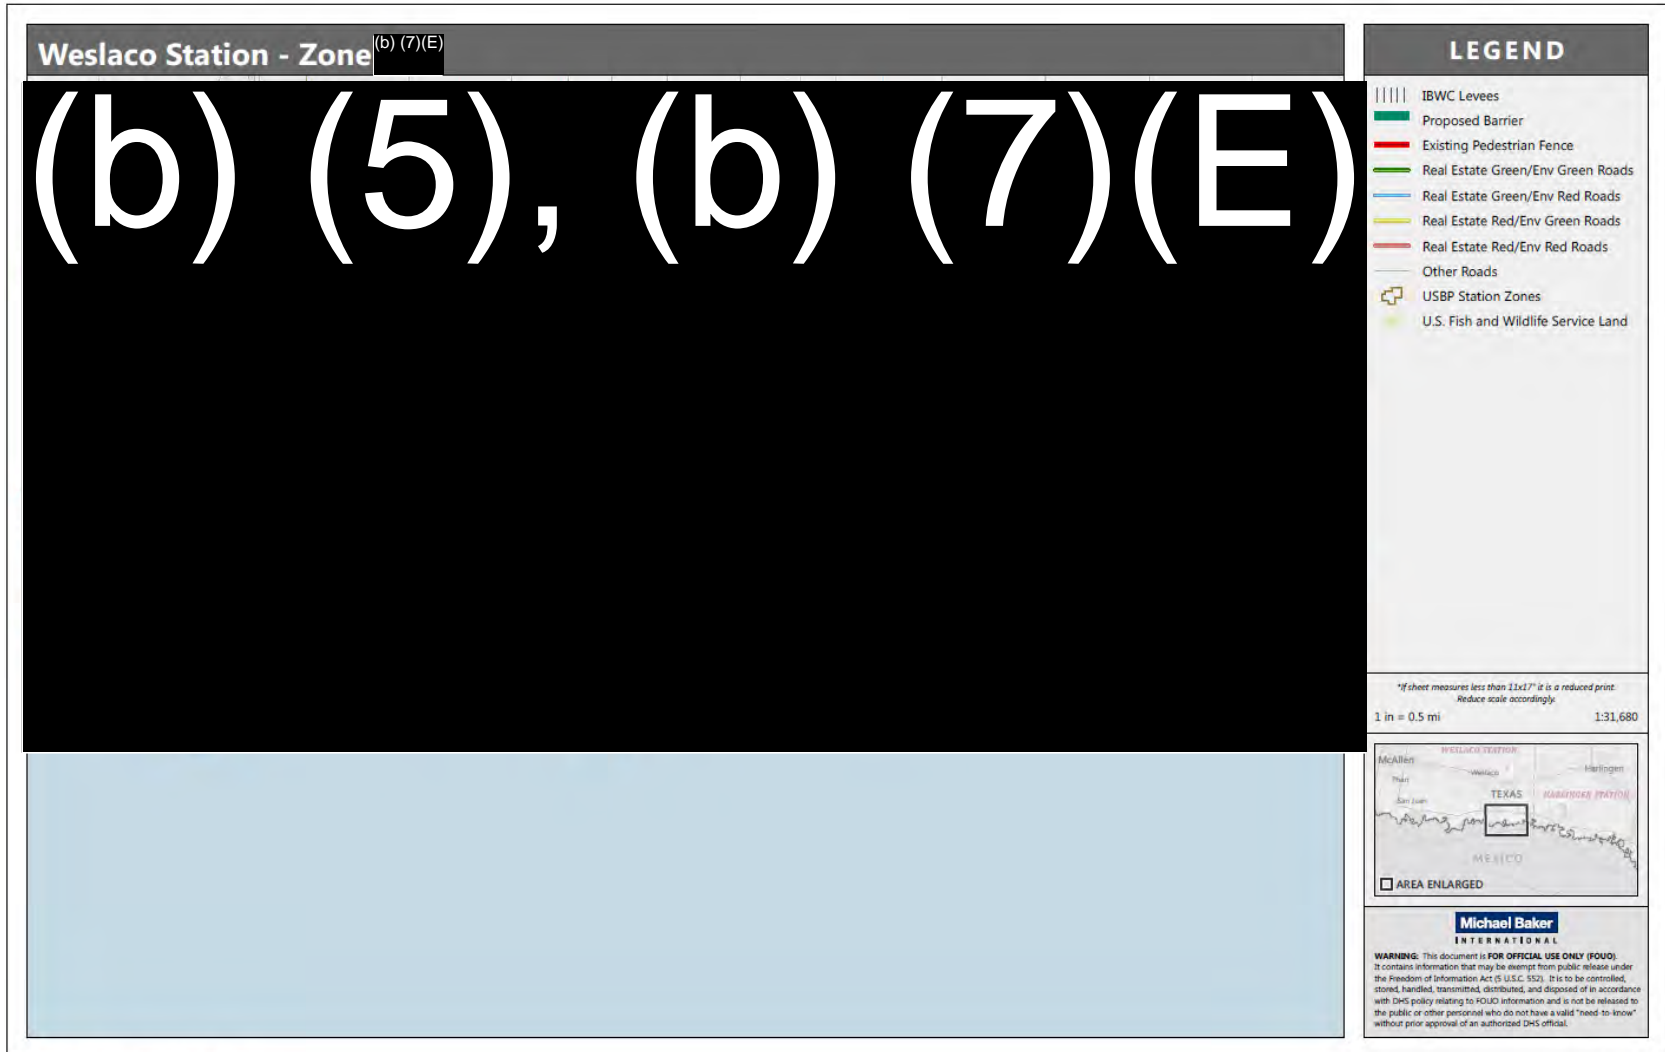 Weslaco Station - Zone (b) (7)(E)
(b) (5), (b) (7)(E)
LEGEND
IBWC Levees
Proposed Barrier
Existing Pedestrian Fence
Real Estate Green/Env Green Roads
Real Estate Green/Env Red Roads
Real Estate Red/Env Green Roads
Real Estate Red/Env Red Roads
Other Roads
USBP Station Zones
U.S. Fish and Wildlife Service Land
*If sheet measures less than 11x17" it is a reduced print.
Reduce scale accordingly.
1 in = 0.5 mi 1:31,680
WESLACO STATION
McAllen
Weslaco
Harlingen
Pharr
San Juan
TEXAS
HARLINGEN STATION
MEXICO
AREA ENLARGED
Michael Baker
INTERNATIONAL
WARNING: This document is FOR OFFICIAL USE ONLY (FOUO).
It contains information that may be exempt from public release under
the Freedom of Information Act (5 U.S.C. 552). It is to be controlled,
stored, handled, transmitted, distributed, and disposed of in accordance
with DHS policy relating to FOUO information and is not be released to
the public or other personnel who do not have a valid "need-to-know"
without prior approval of an authorized DHS official.